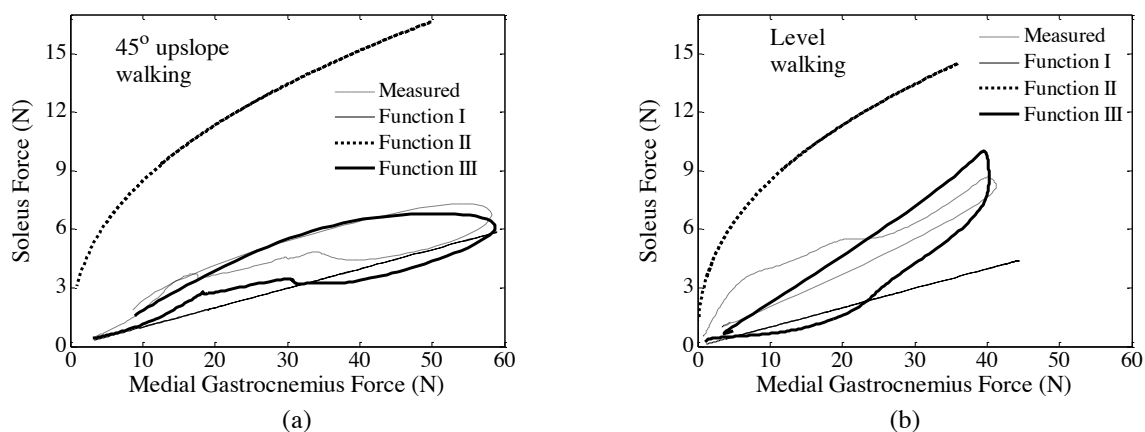 45° upslope
walking
Measured
Function I
Function II
Function III
Soleus Force (N)
15
12
9
6
3
0
0 10 20 30 40 50 60
Medial Gastrocnemius Force (N)
(a)
Level
walking
Measured
Function I
Function II
Function III
Soleus Force (N)
15
12
9
6
3
0
0 10 20 30 40 50 60
Medial Gastrocnemius Force (N)
(b)